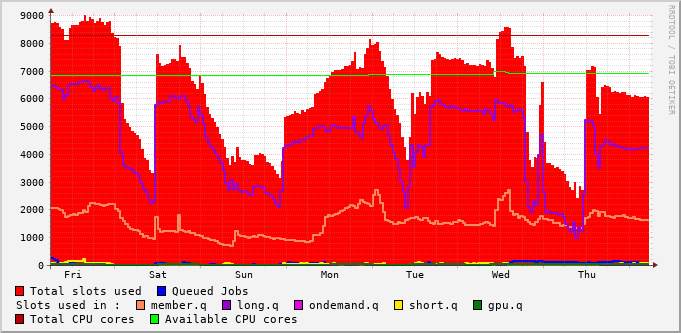 RRDTOOL / TOBI OETIKER
9000
8000
7000
6000
5000
4000
3000
2000
1000
0
Fri Sat Sun Mon Tue Wed Thu
Total slots used Queued Jobs
Slots used in : member.q long.q ondemand.q short.q gpu.q
Total CPU cores Available CPU cores